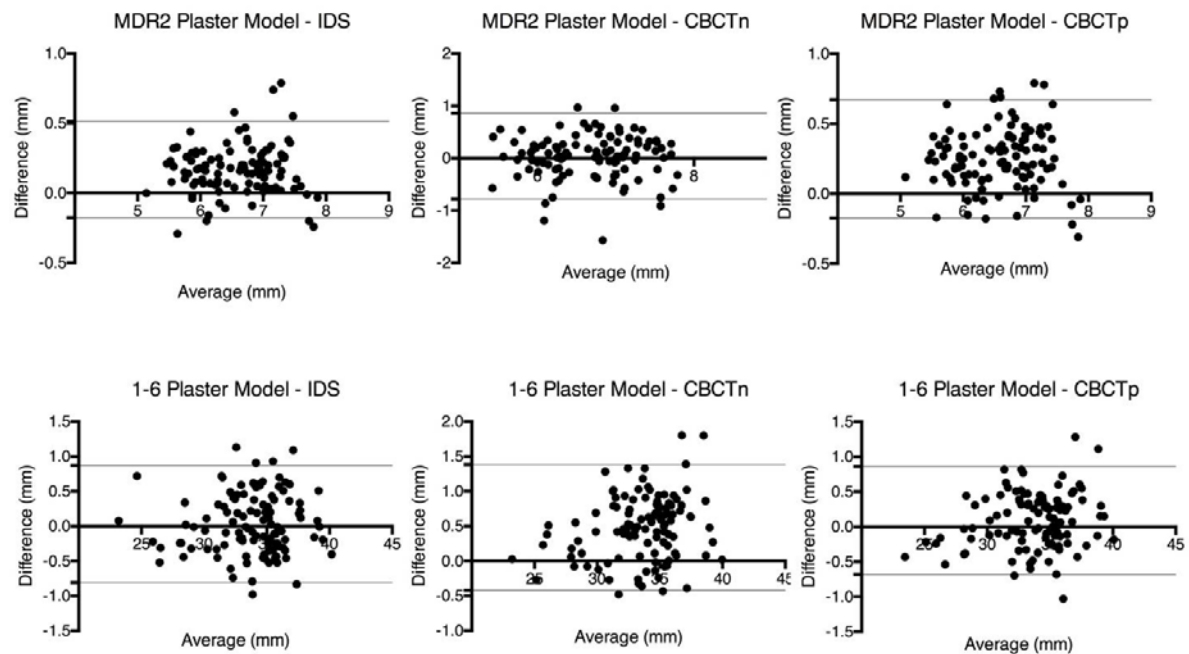 MDR2 Plaster Model - IDS
1.0
0.5
0.0
-0.5
5 6 7 8 9
Difference (mm)
Average (mm)
MDR2 Plaster Model - CBCTn
2
1
0
-1
-2
6 8
Difference (mm)
Average (mm)
MDR2 Plaster Model - CBCTp
1.0
0.5
0.0
-0.5
5 6 7 8 9
Difference (mm)
Average (mm)
1-6 Plaster Model - IDS
1.5
1.0
0.5
0.0
-0.5
-1.0
-1.5
25 30 35 40 45
Difference (mm)
Average (mm)
1-6 Plaster Model - CBCTn
2.0
1.5
1.0
0.5
0.0
-0.5
-1.0
25 30 35 40 45
Difference (mm)
Average (mm)
1-6 Plaster Model - CBCTp
1.5
1.0
0.5
0.0
-0.5
-1.0
-1.5
25 30 35 40 45
Difference (mm)
Average (mm)